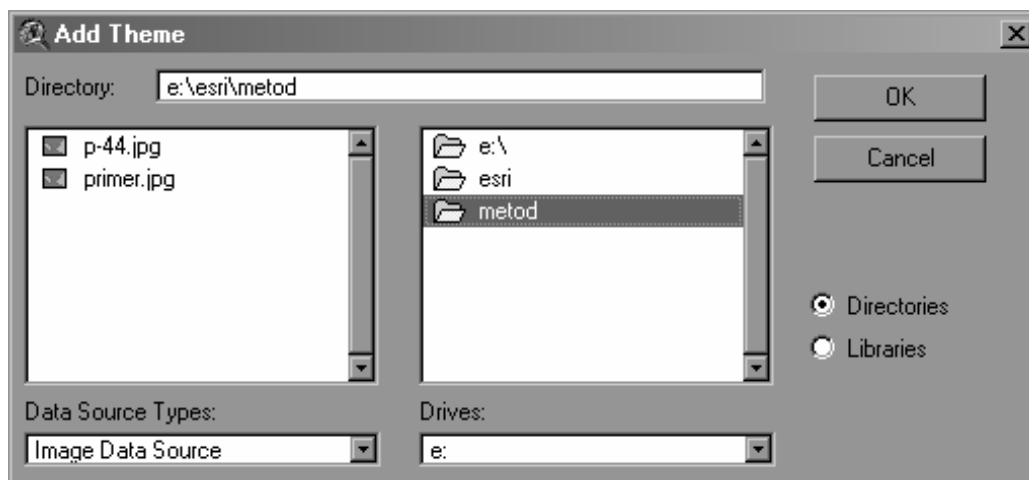 Add Theme
Directory: e:\esri\metod
OK
Cancel
p-44.jpg
primer.jpg
e:\
esri
metod
Directories
Libraries
Data Source Types:
Image Data Source
Drives:
e: